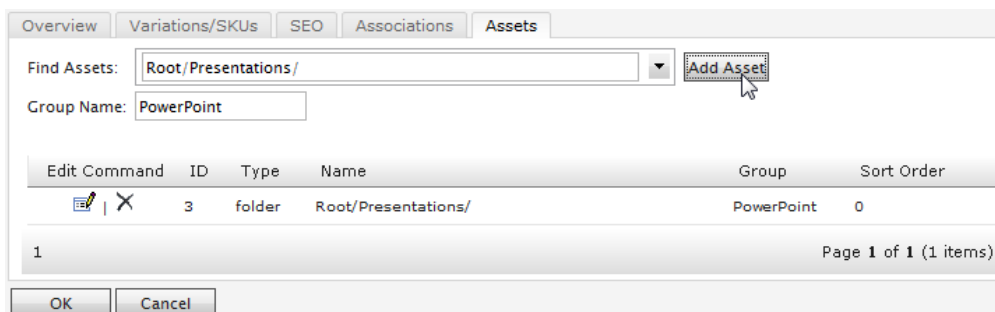 Overview Variations/SKUs SEO Associations Assets
Find Assets: Root/Presentations/ Add Asset
Group Name: PowerPoint
Edit Command ID Type Name Group Sort Order
| 3 folder Root/Presentations/ PowerPoint 0
1 Page 1 of 1 (1 items)
OK Cancel